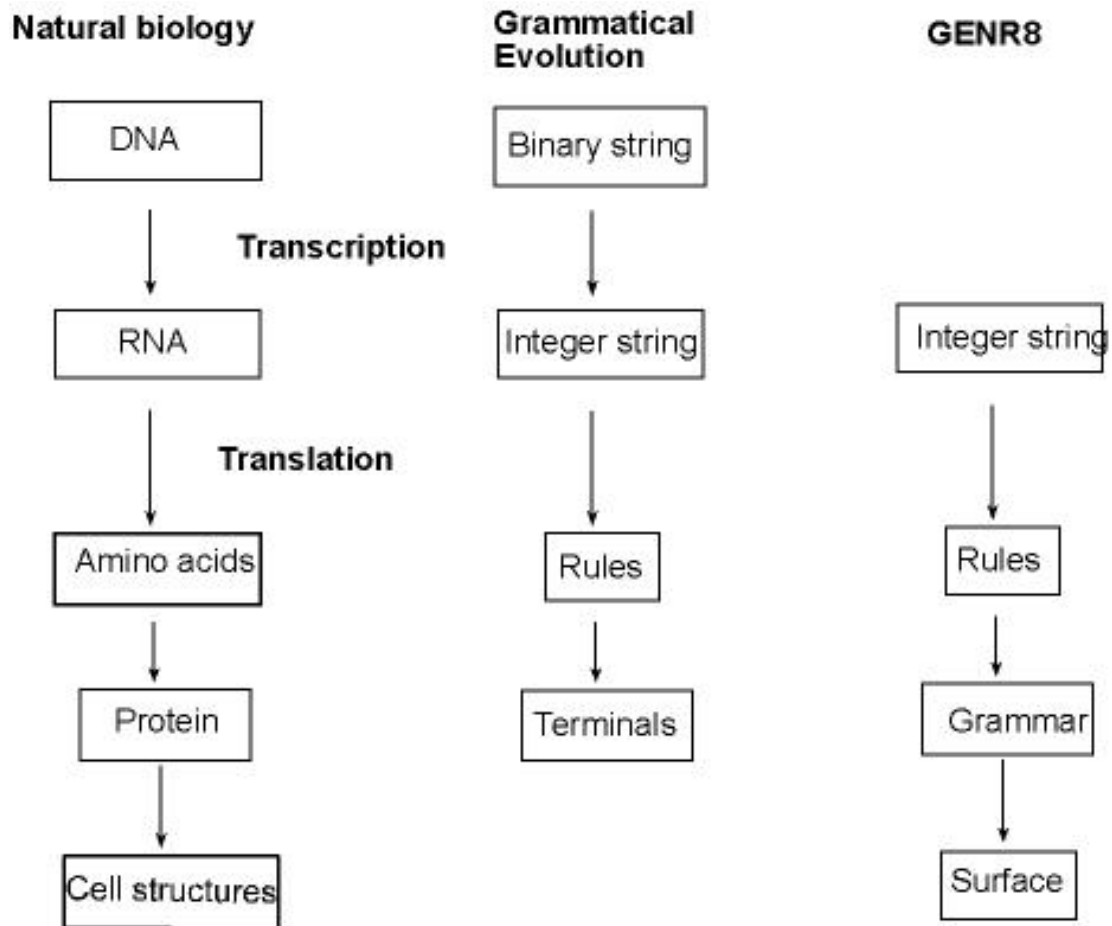 Natural biology
Grammatical
Evolution
GENR8
DNA
Binary string
Transcription
RNA
Integer string
Integer string
Translation
Amino acids
Rules
Rules
Protein
Terminals
Grammar
Cell structures
Surface